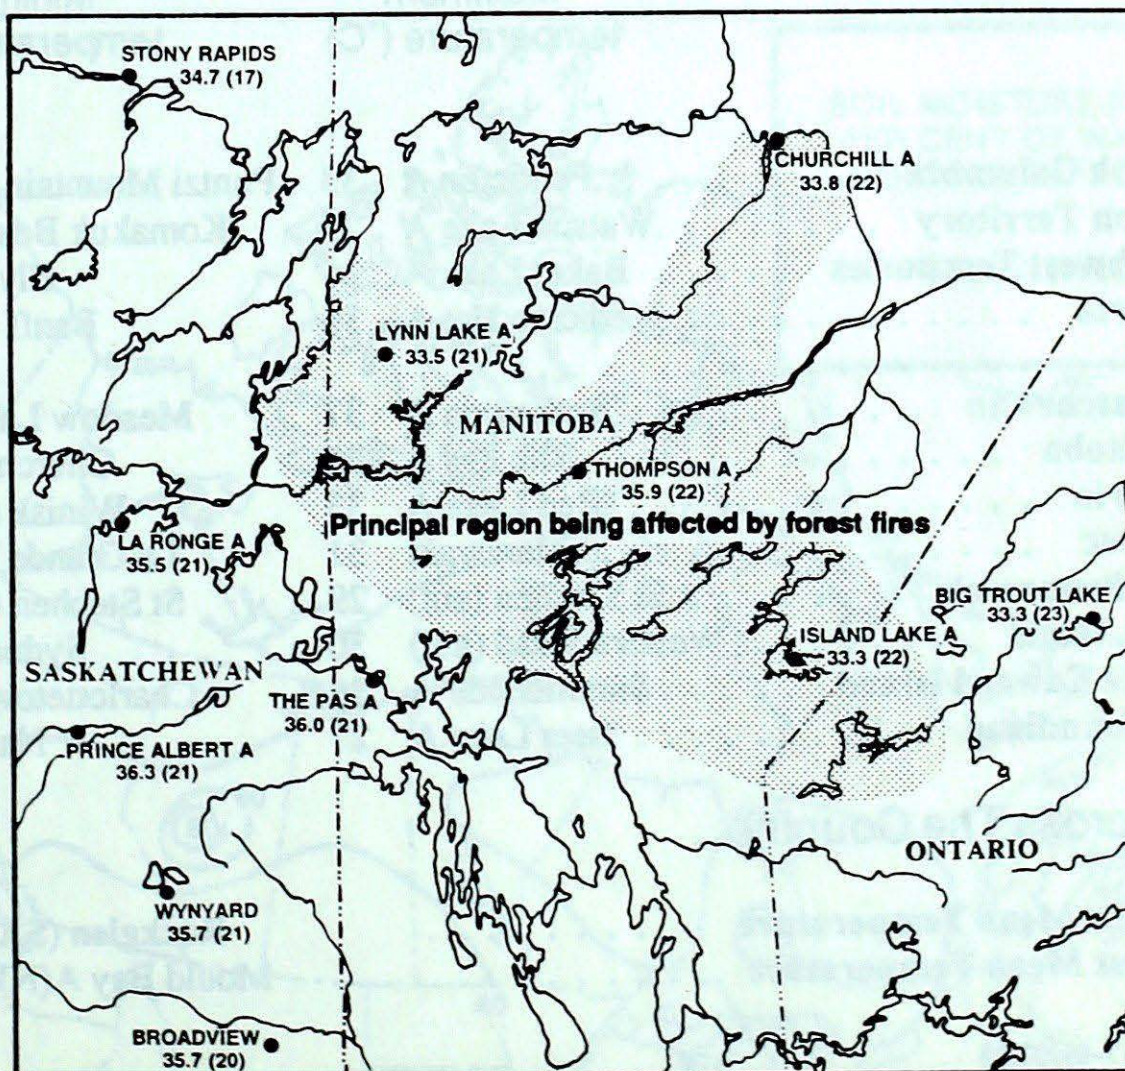 STONY RAPIDS
34.7 (17)
CHURCHILL A
33.8 (22)
LYNN LAKE A
33.5 (21)
MANITOBA
THOMPSON A
35.9 (22)
Principal region being affected by forest fires
LA RONGE A
35.5 (21)
BIG TROUT LAKE
33.3 (23)
ISLAND LAKE A
33.3 (22)
SASKATCHEWAN
THE PAS A
36.0 (21)
PRINCE ALBERT A
36.3 (21)
ONTARIO
WYNYARD
35.7 (21)
BROADVIEW
35.7 (20)